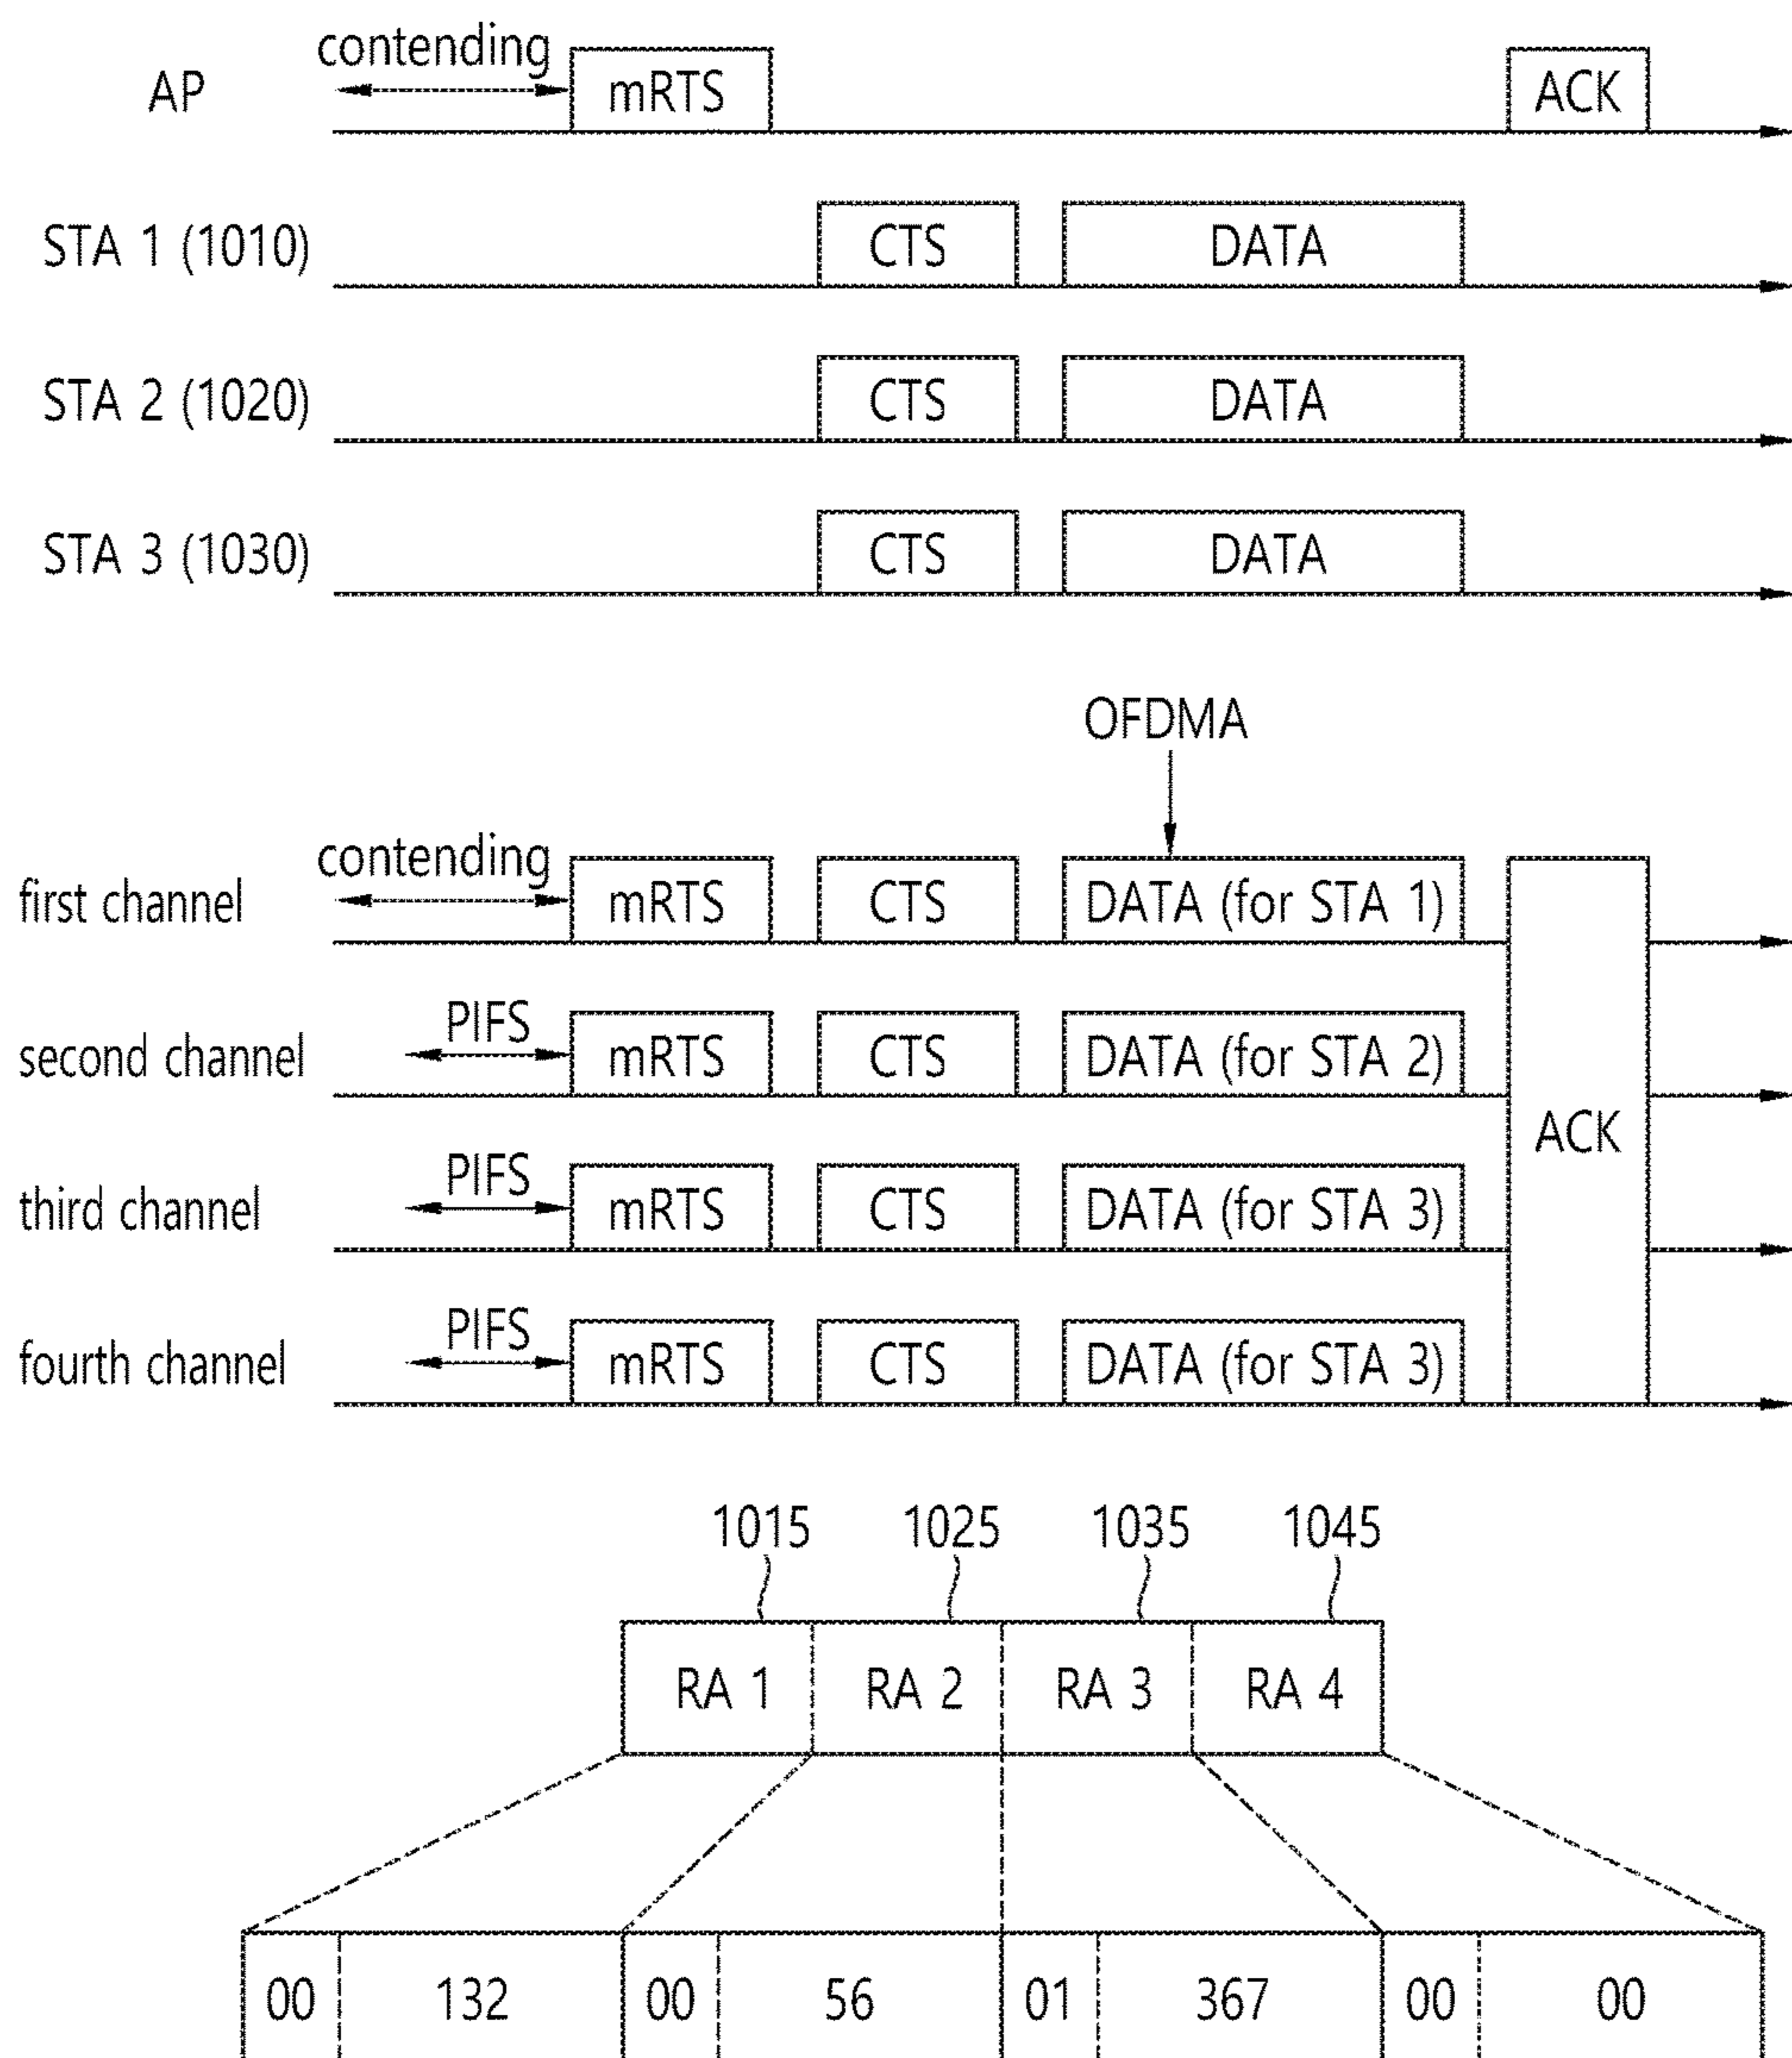 contending
AP mRTS ACK
STA 1 (1010) CTS DATA
STA 2 (1020) CTS DATA
STA 3 (1030) CTS DATA
OFDMA
contending
first channel mRTS CTS DATA (for STA 1)
PIFS
second channel mRTS CTS DATA (for STA 2)
ACK
PIFS
third channel mRTS CTS DATA (for STA 3)
PIFS
fourth channel mRTS CTS DATA (for STA 3)
1015 1025 1035 1045
RA 1 RA 2 RA 3 RA 4
00 132 00 56 01 367 00 00